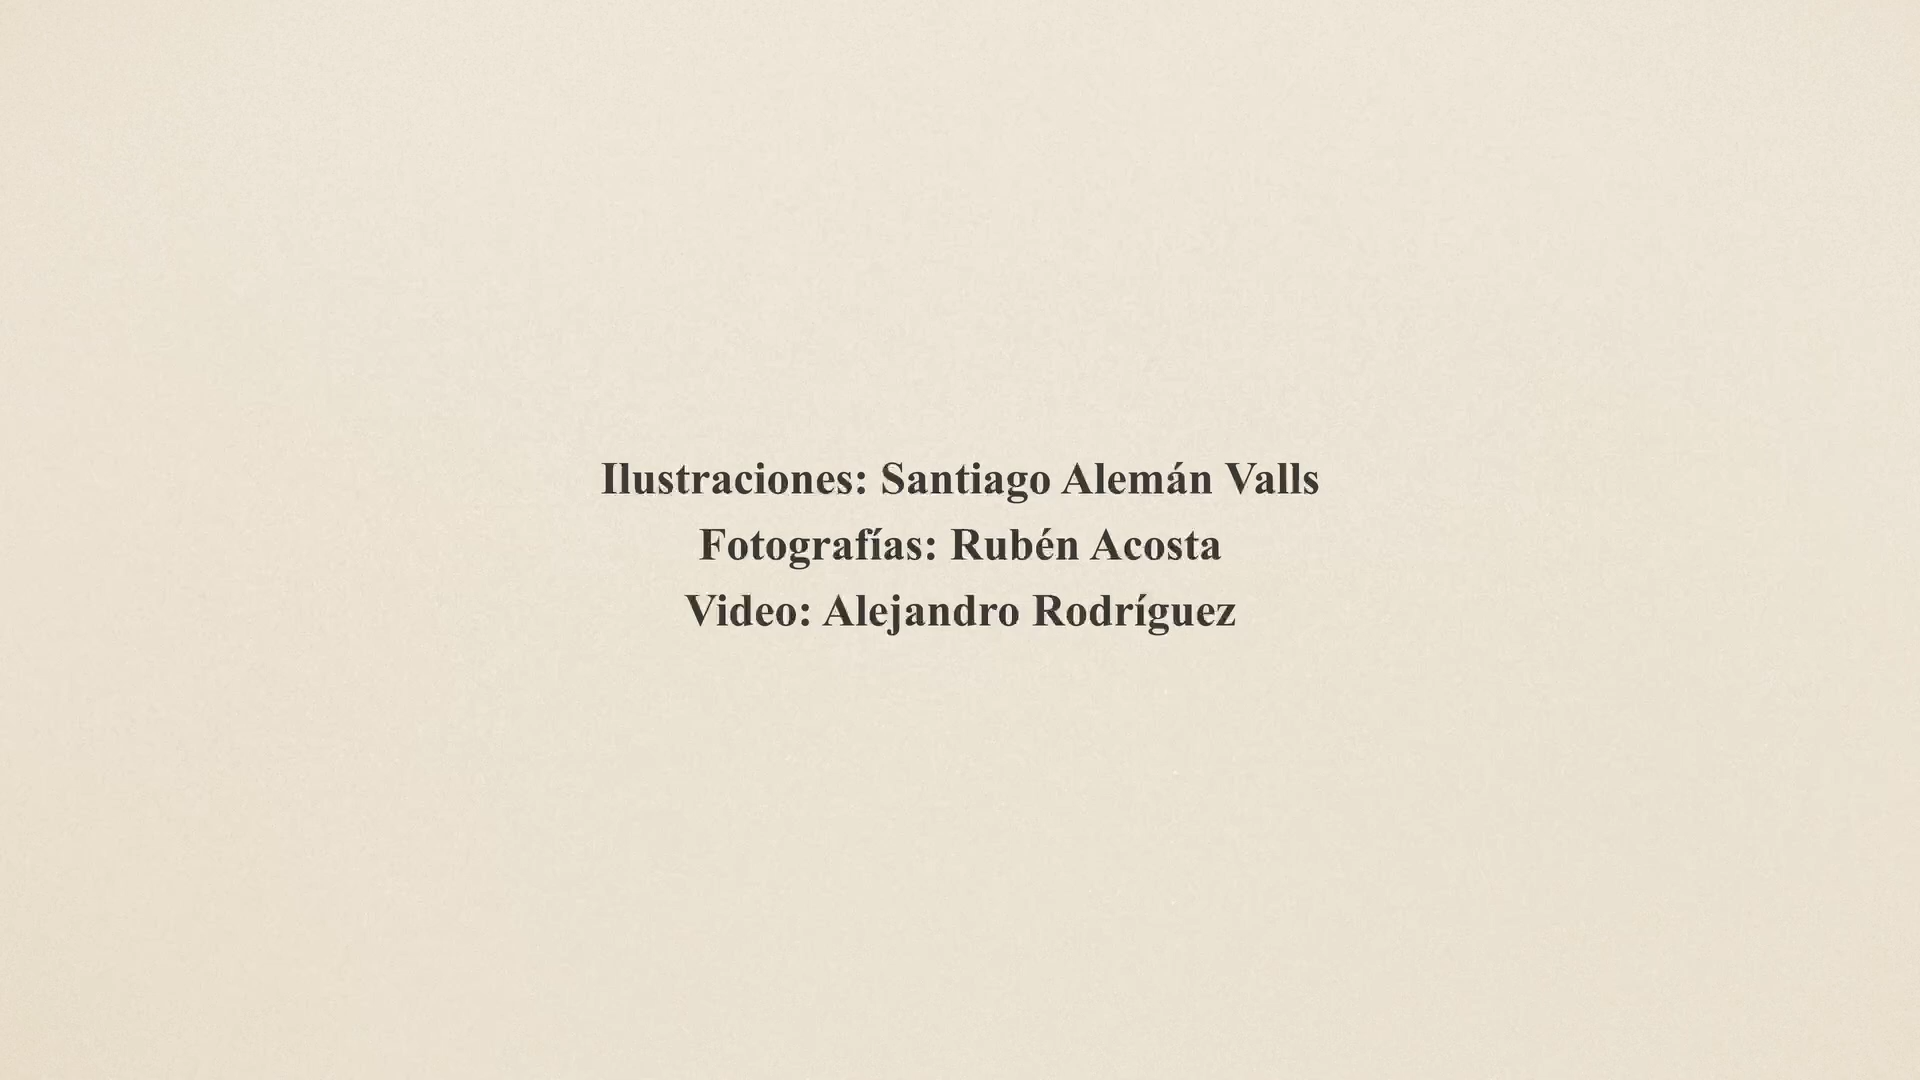 Ilustraciones: Santiago Alemán Valls
Fotografías: Rubén Acosta
Video: Alejandro Rodríguez